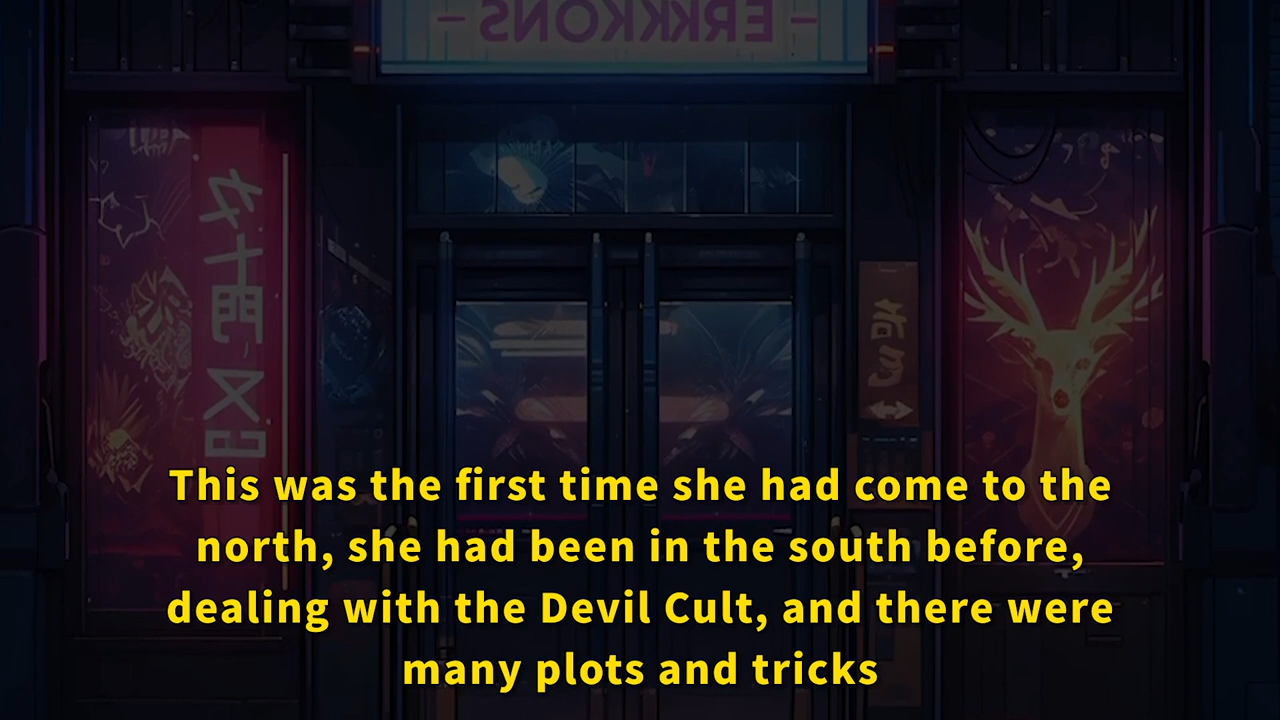 This was the first time she had come to the
north, she had been in the south before,
dealing with the Devil Cult, and there were
many plots and tricks